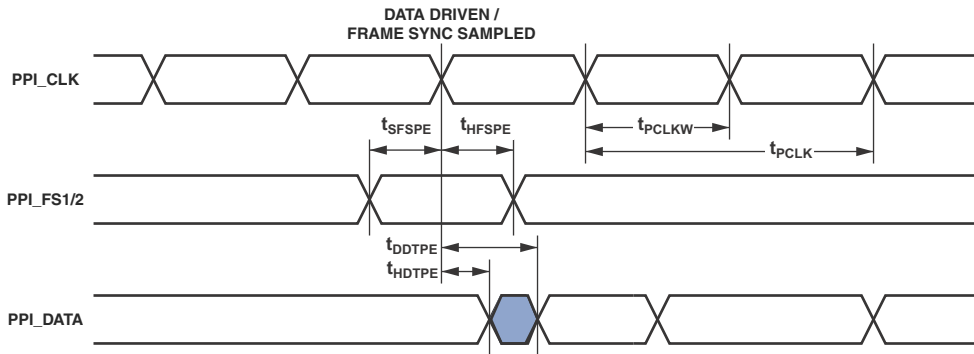 DATA DRIVEN /
FRAME SYNC SAMPLED
PPI_CLK
tSFSPE
tHFSPE
tPCLKW
tPCLK
PPI_FS1/2
tDDTPE
tHDTPE
PPI_DATA